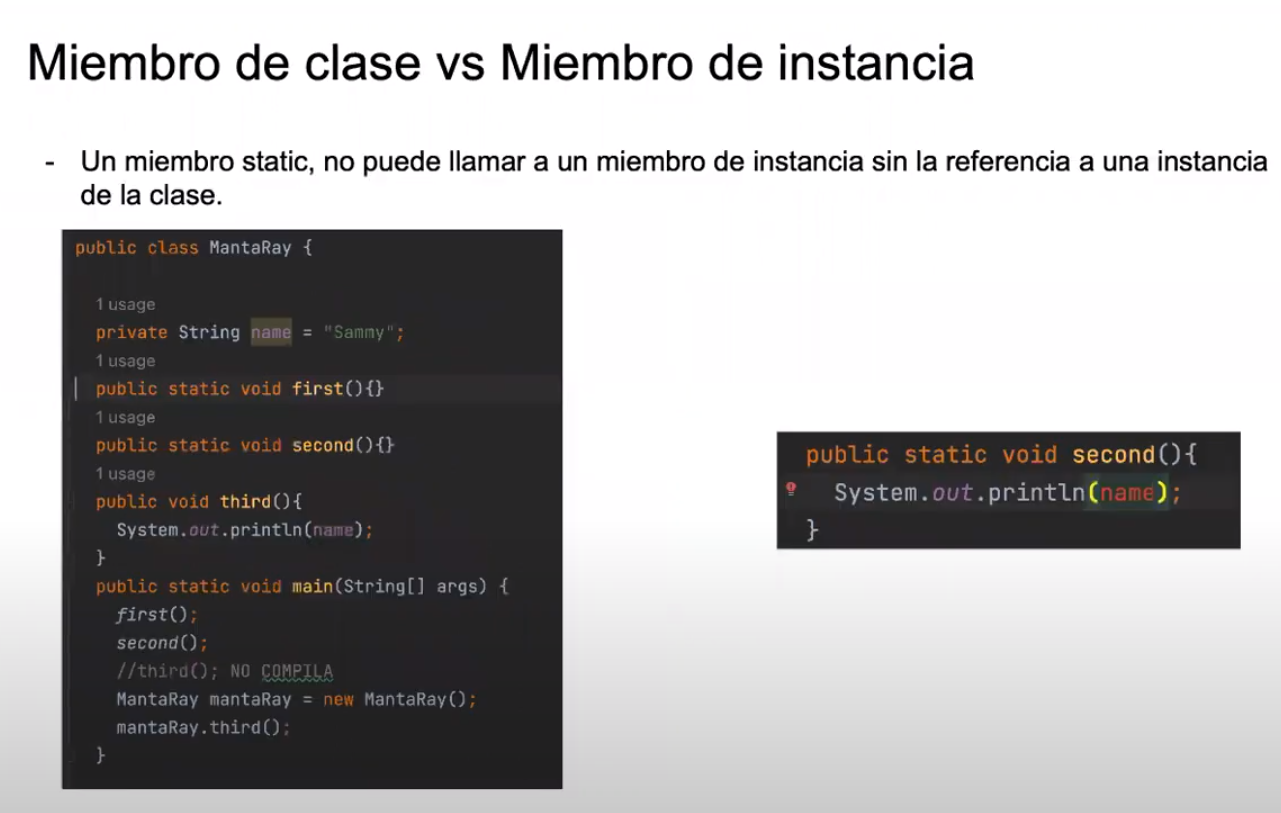 Miembro de clase vs Miembro de instancia
- Un miembro static, no puede llamar a un miembro de instancia sin la referencia a una instancia
de la clase.
public class MantaRay {
1 usage
private String name = "Sammy";
1 usage
public static void first(){}
1 usage
public static void second(){}
1 usage
public void third(){
System.out.println(name);
}
public static void main(String[] args) {
first();
second();
//third(); NO COMPILA
MantaRay mantaRay = new MantaRay();
mantaRay.third();
}
public static void second(){
System.out.println(name);
}